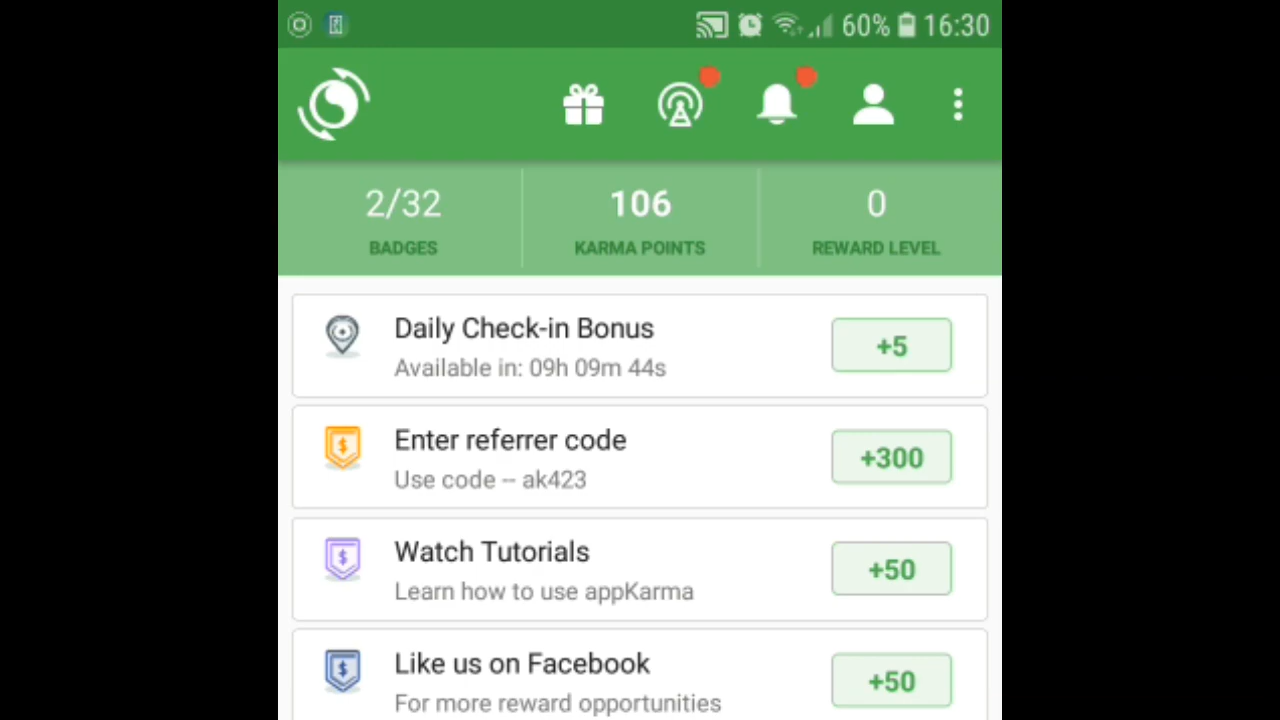 60% 16:30
2/32 106 0
BADGES KARMA POINTS REWARD LEVEL
Daily Check-in Bonus +5
Available in: 09h 09m 44s
Enter referrer code +300
Use code -- ak423
Watch Tutorials +50
Learn how to use appKarma
Like us on Facebook +50
For more reward opportunities